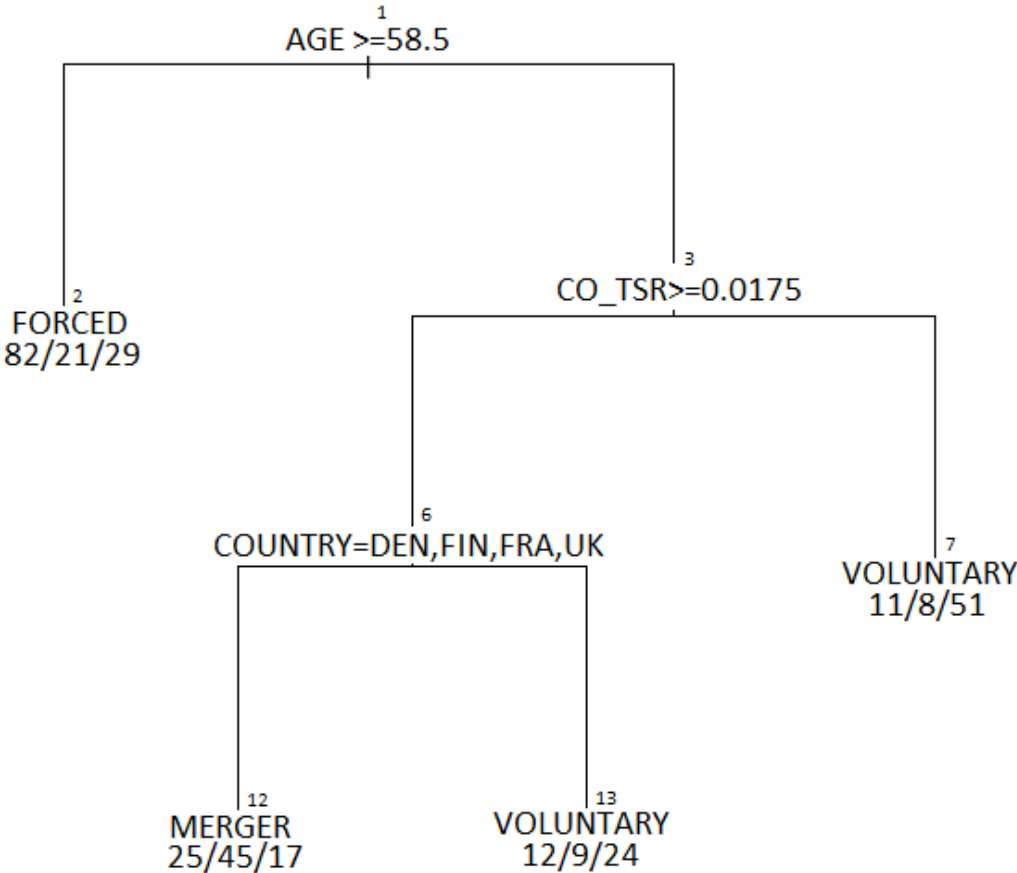 1
AGE >=58.5
3
CO_TSR>=0.0175
2
FORCED
82/21/29
6
COUNTRY=DEN,FIN,FRA,UK
7
VOLUNTARY
11/8/51
12
MERGER
25/45/17
13
VOLUNTARY
12/9/24